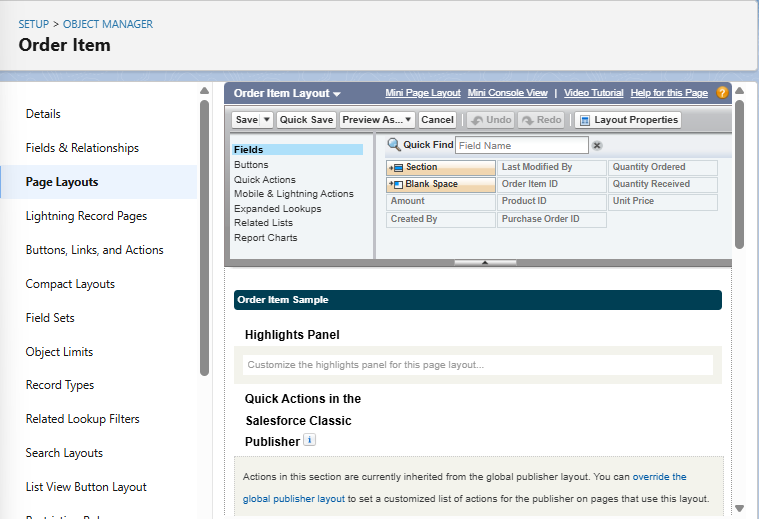 SETUP > OBJECT MANAGER
Order Item
Details
Fields & Relationships
Page Layouts
Lightning Record Pages
Buttons, Links, and Actions
Compact Layouts
Field Sets
Object Limits
Record Types
Related Lookup Filters
Search Layouts
List View Button Layout
Order Item Layout
Mini Page Layout Mini Console View | Video Tutorial Help for this Page ?
Save Quick Save Preview As... Cancel Undo Redo Layout Properties
Fields
Buttons
Quick Actions
Mobile & Lightning Actions
Expanded Lookups
Related Lists
Report Charts
Quick Find Field Name
Section Last Modified By Quantity Ordered
Blank Space Order Item ID Quantity Received
Amount Product ID Unit Price
Created By Purchase Order ID
Order Item Sample
Highlights Panel
Customize the highlights panel for this page layout...
Quick Actions in the
Salesforce Classic
Publisher i
Actions in this section are currently inherited from the global publisher layout. You can override the
global publisher layout to set a customized list of actions for the publisher on pages that use this layout.